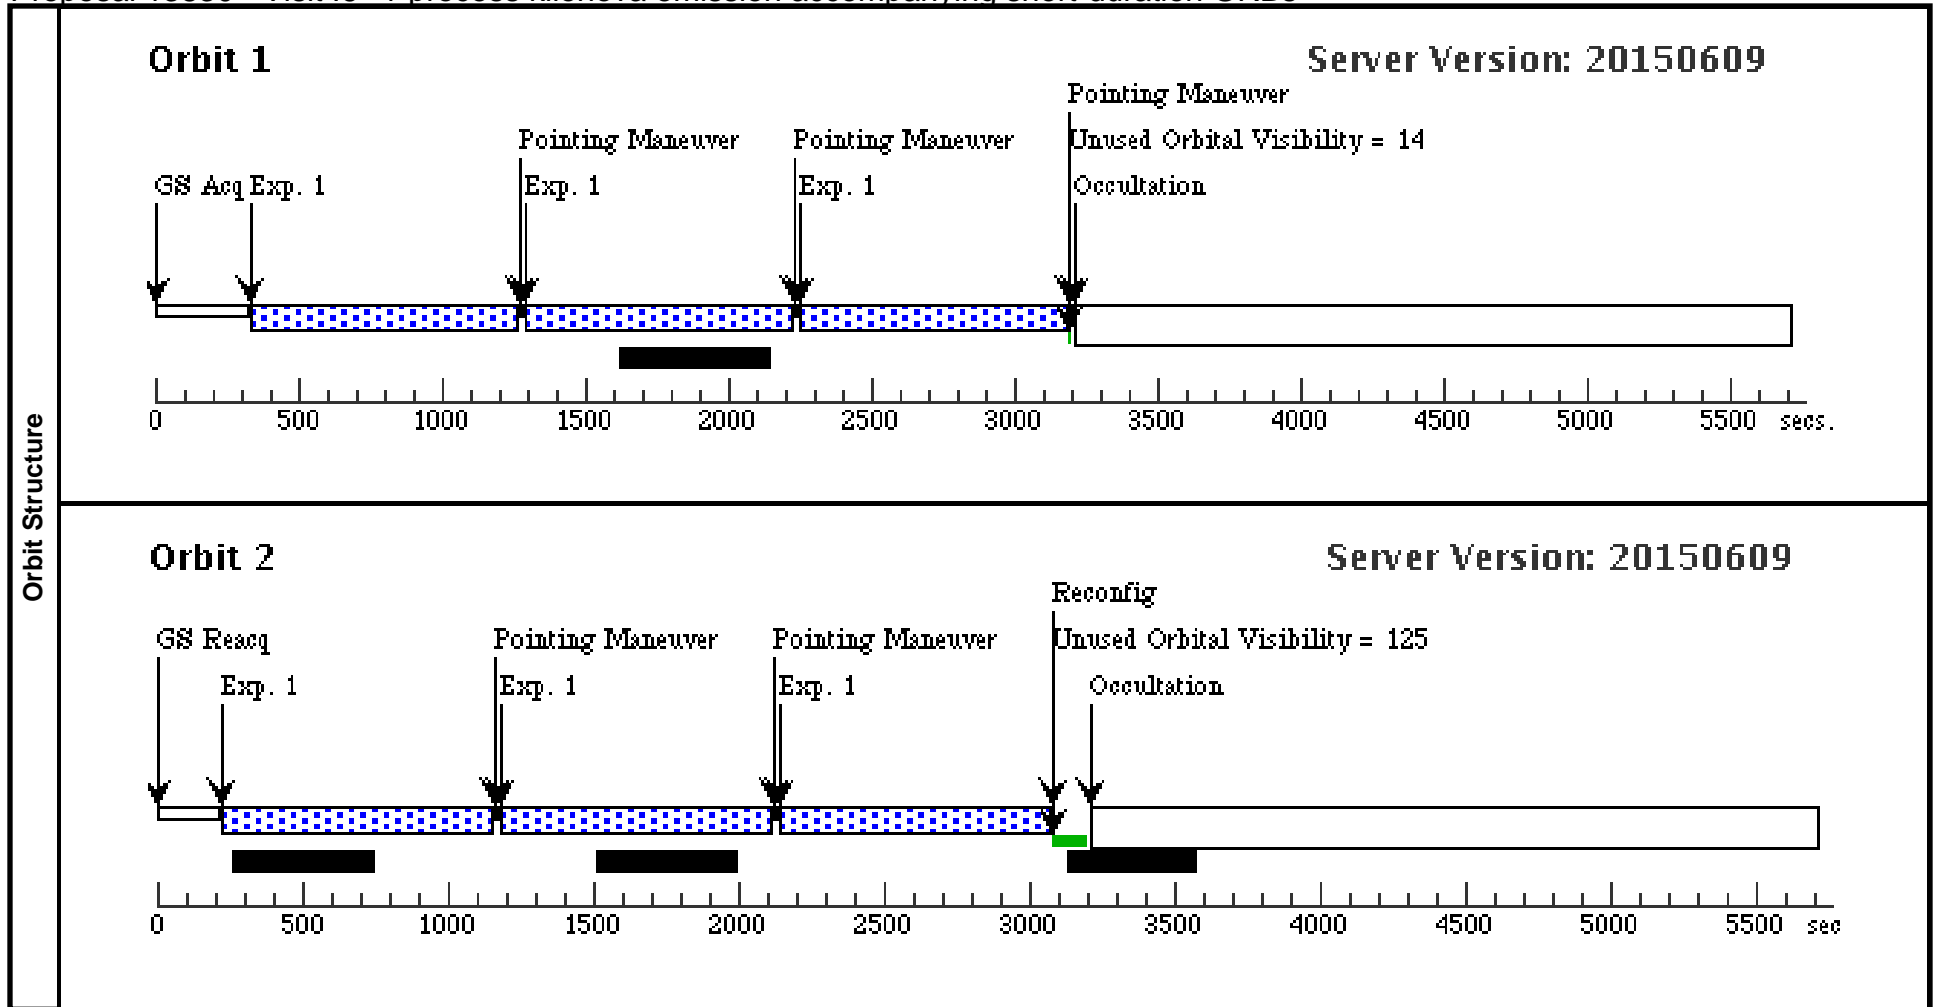 Orbit Structure
Orbit 1
Server Version: 20150609
Pointing Maneuver
Pointing Maneuver
Pointing Maneuver
Unused Orbital Visibility = 14
GS Acq
Exp. 1
Exp. 1
Exp. 1
Occultation
0 500 1000 1500 2000 2500 3000 3500 4000 4500 5000 5500 secs.
Orbit 2
Server Version: 20150609
Reconfig
GS Reacq
Pointing Maneuver
Pointing Maneuver
Unused Orbital Visibility = 125
Exp. 1
Exp. 1
Exp. 1
Occultation
0 500 1000 1500 2000 2500 3000 3500 4000 4500 5000 5500 sec